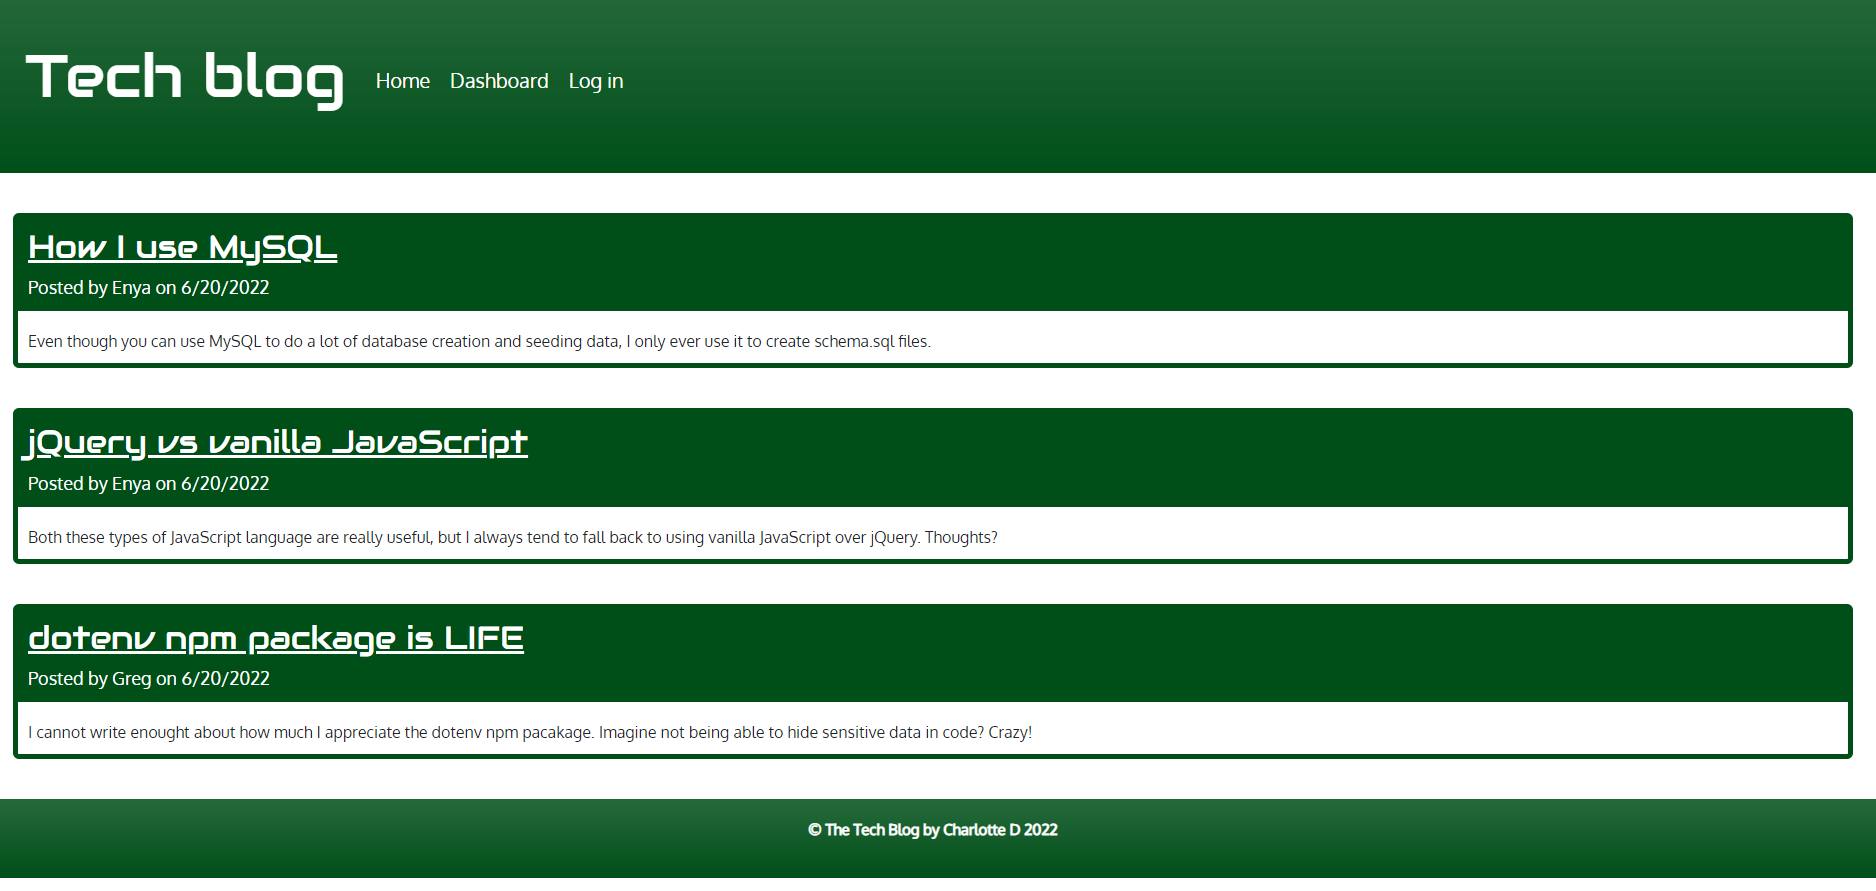 Tech blog
Home Dashboard Log in
How I use MySQL
Posted by Enya on 6/20/2022
Even though you can use MySQL to do a lot of database creation and seeding data, I only ever use it to create schema.sql files.
jQuery vs vanilla JavaScript
Posted by Enya on 6/20/2022
Both these types of JavaScript language are really useful, but I always tend to fall back to using vanilla JavaScript over jQuery. Thoughts?
dotenv npm package is LIFE
Posted by Greg on 6/20/2022
I cannot write enought about how much I appreciate the dotenv npm pacakage. Imagine not being able to hide sensitive data in code? Crazy!
© The Tech Blog by Charlotte D 2022